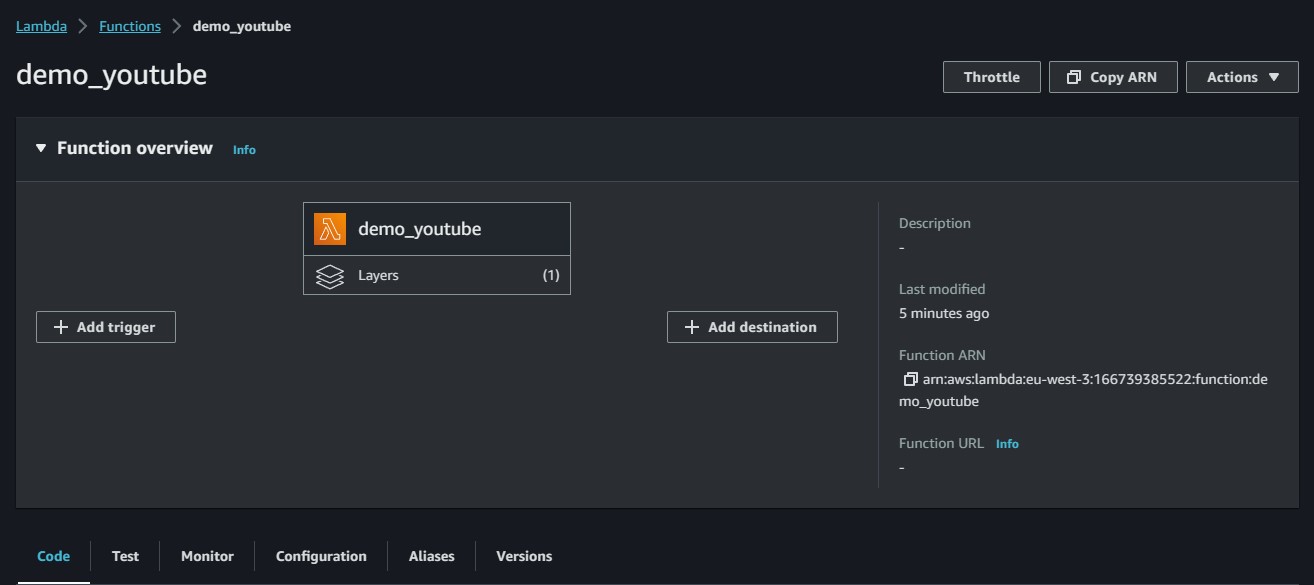 Lambda > Functions > demo_youtube
demo_youtube
Throttle Copy ARN Actions
Function overview Info
demo_youtube
Layers (1)
Add trigger
Add destination
Description
-
Last modified
5 minutes ago
Function ARN
arn:aws:lambda:eu-west-3:166739385522:function:de
mo_youtube
Function URL Info
-
Code Test Monitor Configuration Aliases Versions